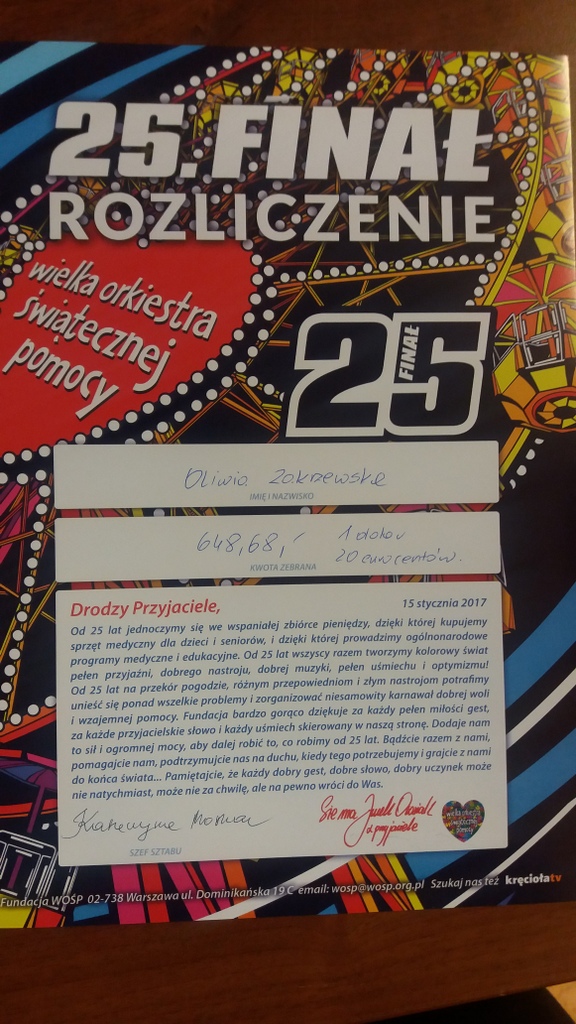 25.FINAŁ
ROZLICZENIE
wielka orkiestra
świątecznej
pomocy
25
FINAŁ
Oliwia Zakrzewska
IMIĘ I NAZWISKO
648,68,- 1 dolar
20 eurocentów.
KWOTA ZEBRANA
Drodzy Przyjaciele,
15 stycznia 2017
Od 25 lat jednoczymy się we wspaniałej zbiórce pieniędzy, dzięki której kupujemy
sprzęt medyczny dla dzieci i seniorów, i dzięki której prowadzimy ogólnonarodowe
programy medyczne i edukacyjne. Od 25 lat wszyscy razem tworzymy kolorowy świat
pełen przyjaźni, dobrego nastroju, dobrej muzyki, pełen uśmiechu i optymizmu!
Od 25 lat na przekór pogodzie, różnym przepowiedniom i złym nastrojom potrafimy
unieść się ponad wszelkie problemy i zorganizować niesamowity karnawał dobrej woli
i wzajemnej pomocy. Fundacja bardzo gorąco dziękuje za każdy pełen miłości gest,
za każde przyjacielskie słowo i każdy uśmiech skierowany w naszą stronę. Dodaje nam
to sił i ogromnej mocy, aby dalej robić to, co robimy od 25 lat. Bądźcie razem z nami,
pomagajcie nam, podtrzymujcie nas na duchu, kiedy tego potrzebujemy i grajcie z nami
do końca świata... Pamiętajcie, że każdy dobry gest, dobre słowo, dobry uczynek może
nie natychmiast, może nie za chwilę, ale na pewno wróci do Was.
Katarzyna
Sie ma Jurek Owsiak
z przyjaciółmi
wielka orkiestra
świątecznej
pomocy
SZEF SZTABU
Fundacja WOŚP 02-738 Warszawa ul. Dominikańska 19 C email: wosp@wosp.org.pl Szukaj nas też kręciołatv